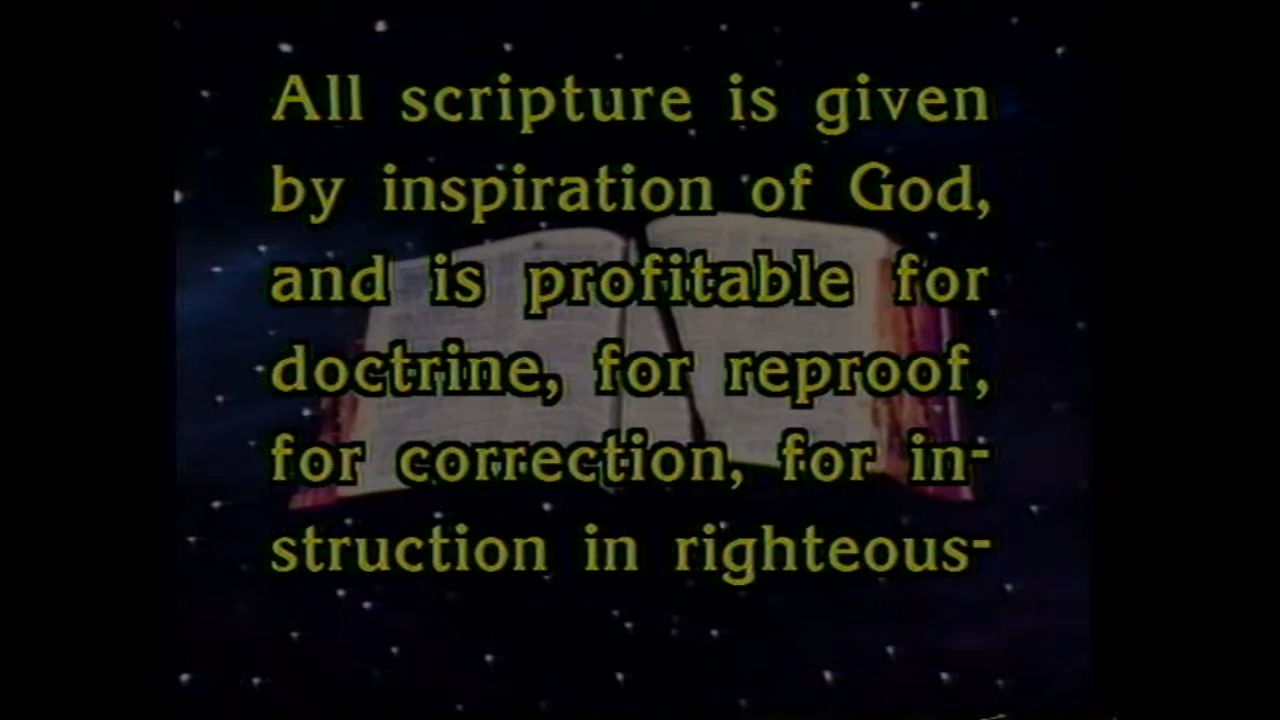 All scripture is given
by inspiration of God,
and is profitable for
doctrine, for reproof,
for correction, for in-
struction in righteous-